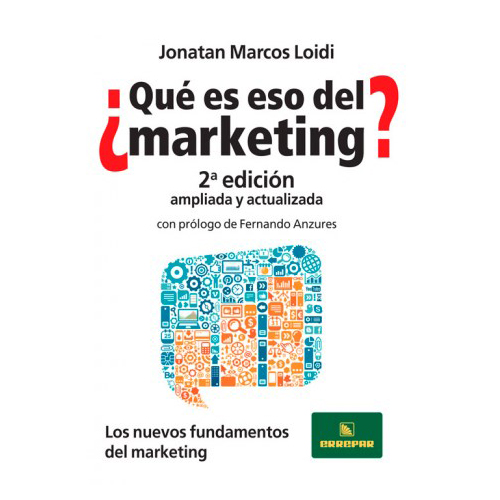 Jonatan Marcos Loidi
¿Qué es eso del
marketing?
2ª edición
ampliada y actualizada
con prólogo de Fernando Anzures
Los nuevos fundamentos
del marketing
ERREPAR